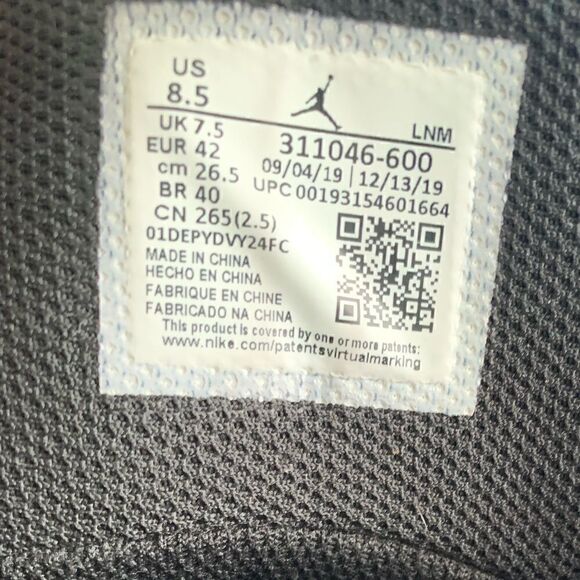 US
8.5
LNM
UK 7.5
311046-600
EUR 42
09/04/19 | 12/13/19
cm 26.5
UPC 00193154601664
BR 40
CN 265(2.5)
01DEPYDVY24FC
MADE IN CHINA
HECHO EN CHINA
FABRIQUE EN CHINE
FABRICADO NA CHINA
This product is covered by one or more patents:
www.nike.com/patentsvirtualmarking